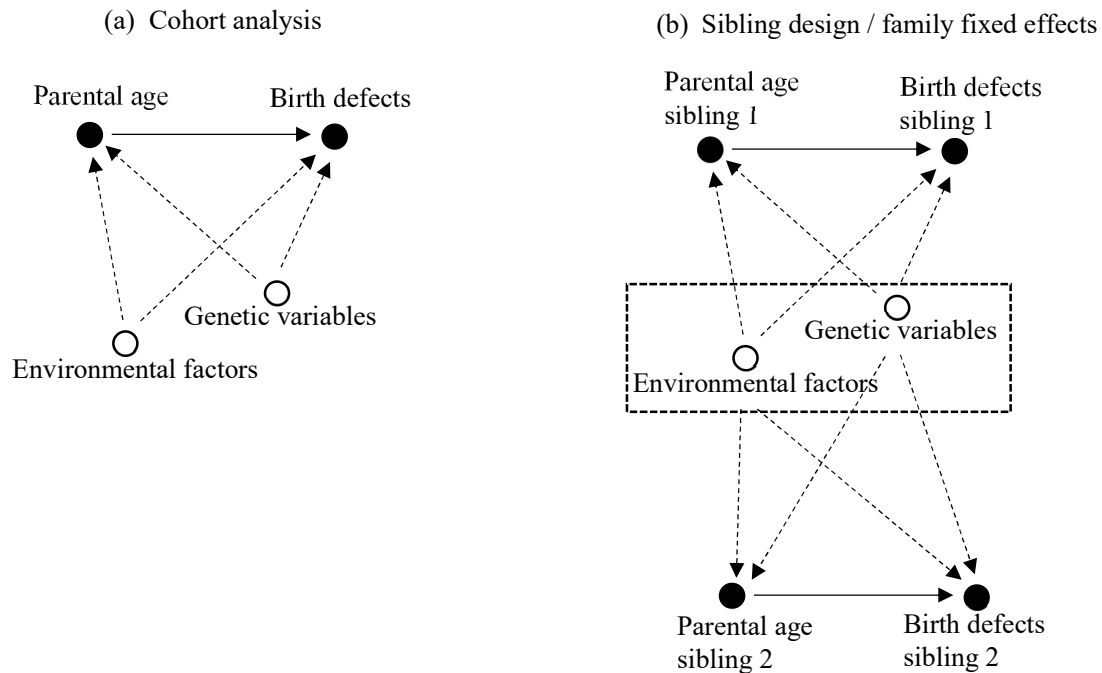 (a) Cohort analysis
Parental age
Birth defects
Genetic variables
Environmental factors
(b) Sibling design / family fixed effects
Parental age
sibling 1
Birth defects
sibling 1
Genetic variables
Environmental factors
Parental age
sibling 2
Birth defects
sibling 2